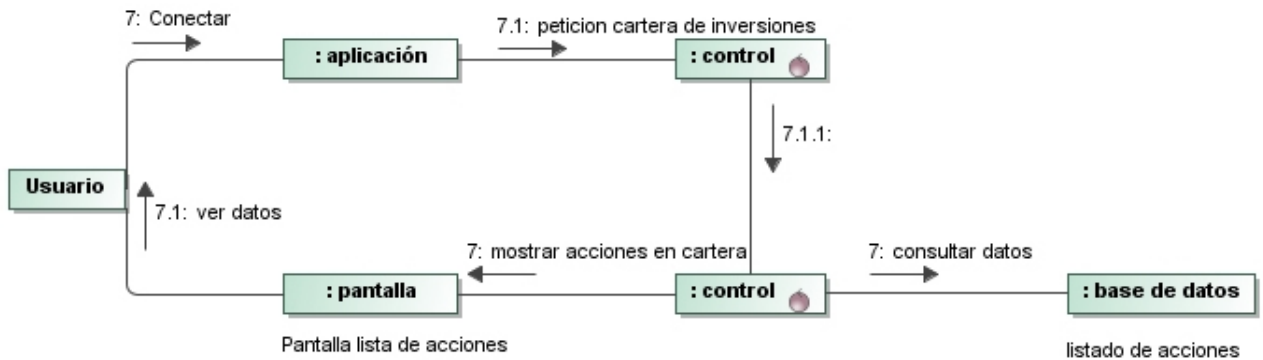 7: Conectar
7.1: peticion cartera de inversiones
: aplicación
: control
7.1.1:
Usuario
7.1: ver datos
7: mostrar acciones en cartera
7: consultar datos
: pantalla
: control
: base de datos
Pantalla lista de acciones
listado de acciones